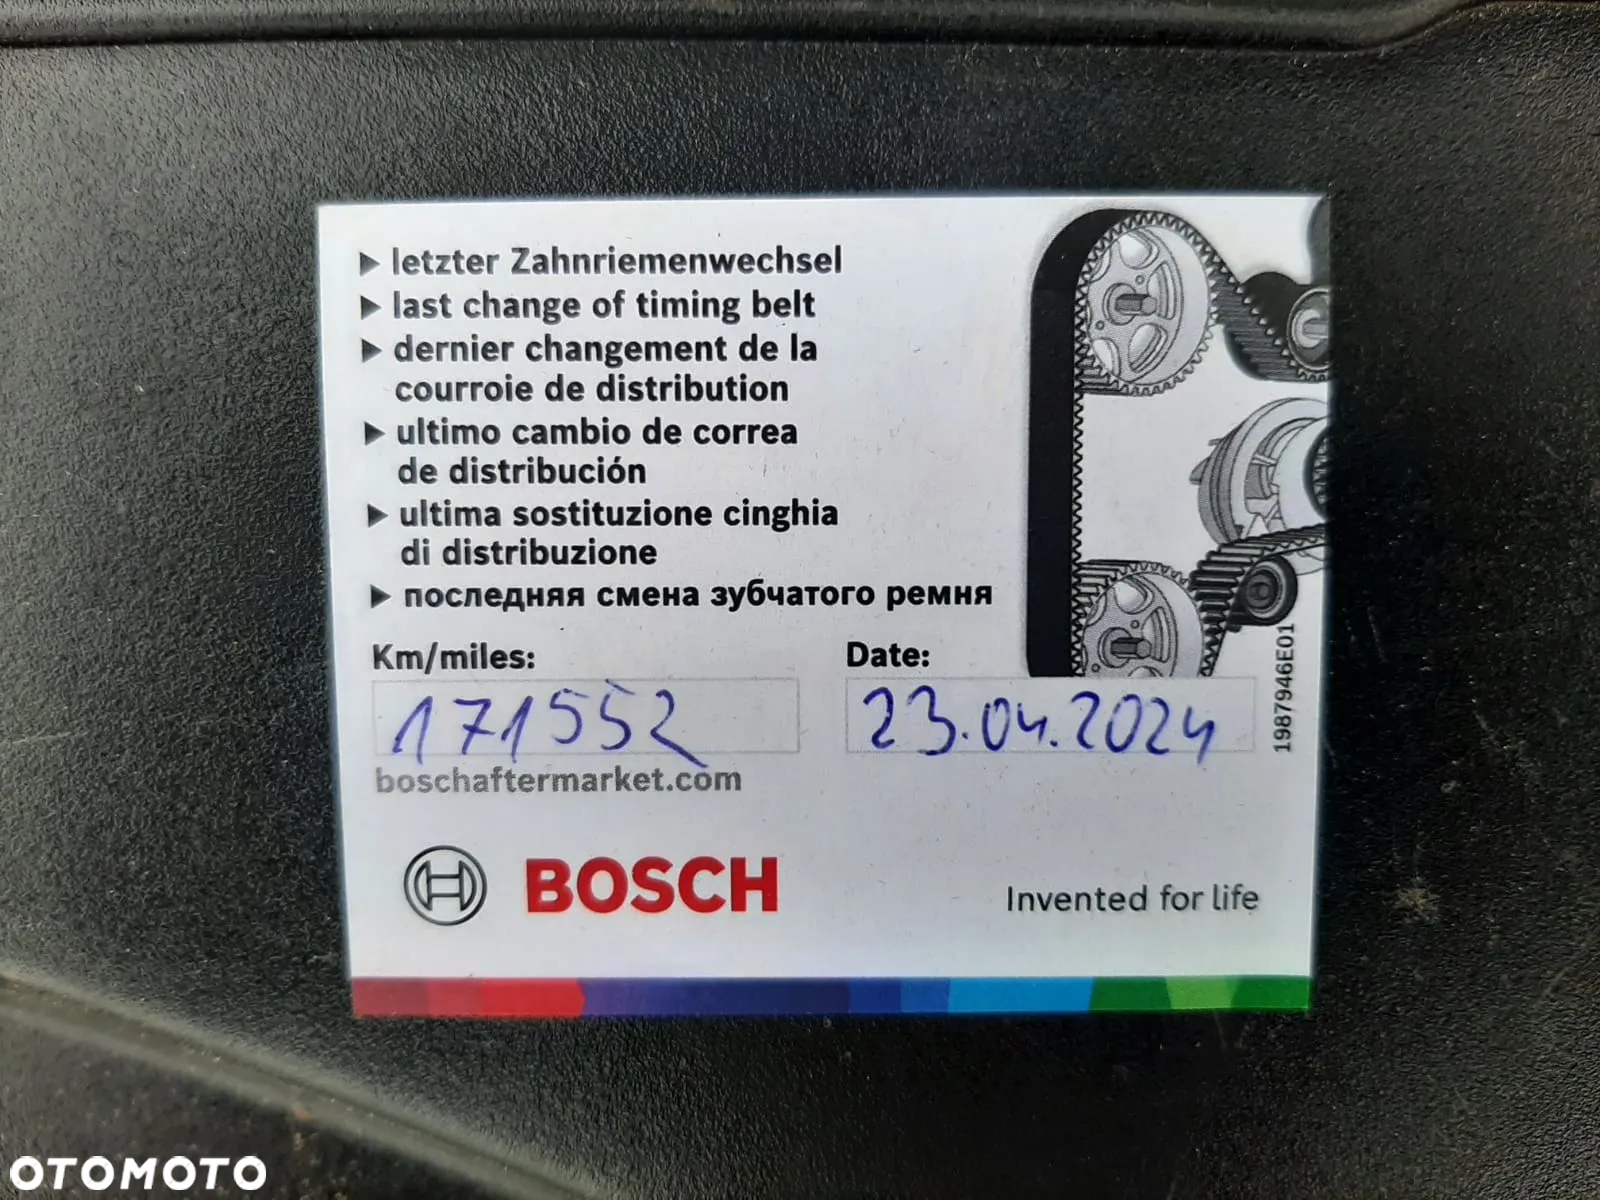 ▶ letzter Zahnriemenwechsel
▶ last change of timing belt
▶ dernier changement de la
courroie de distribution
▶ ultimo cambio de correa
de distribución
▶ ultima sostituzione cinghia
di distribuzione
▶ последняя смена зубчатого ремня
Km/miles:
171552
Date:
23.04.2024
1987946E01
boschaftermarket.com
BOSCH
Invented for life
OTOMOTO